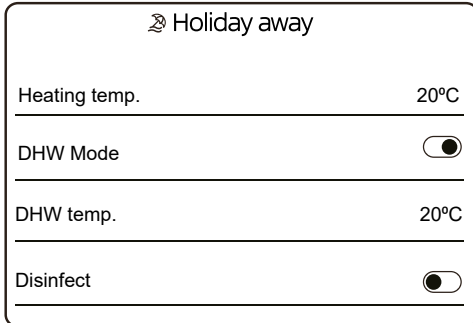 Holiday away
Heating temp. 20ºC
DHW Mode
DHW temp. 20ºC
Disinfect